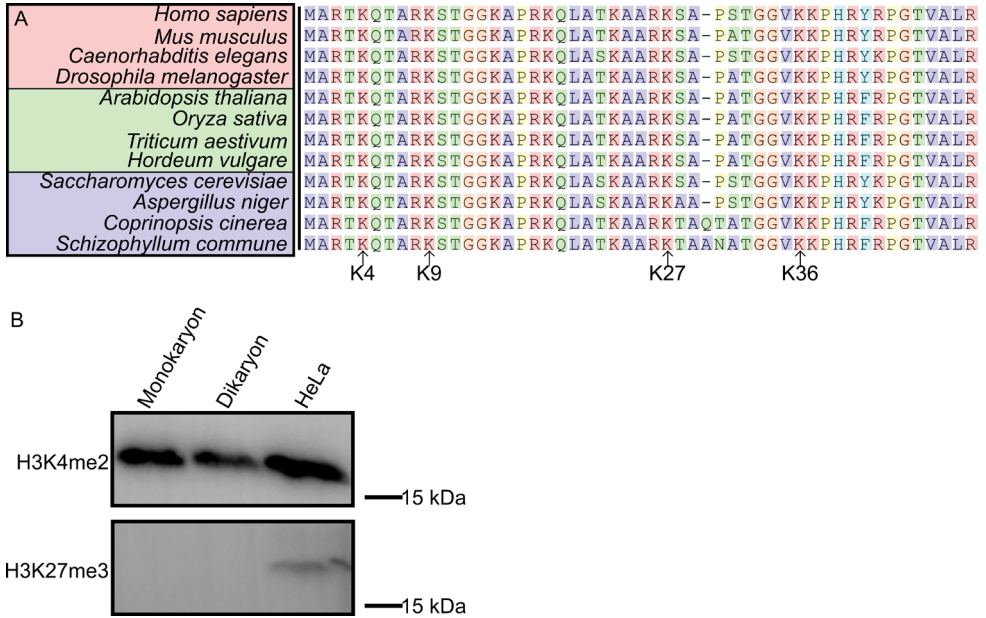 A
Homo sapiens MARTKQTARKSTGGKAPRKQLATKAARKSA-PSTGGVKKPHRYRPGTVALR
Mus musculus MARTKQTARKSTGGKAPRKQLATKAARKSA-PATGGVKKPHRYRPGTVALR
Caenorhabditis elegans MARTKQTARKSTGGKAPRKQLATKAARKSA-PSTGGVKKPHRYRPGTVALR
Drosophila melanogaster MARTKQTARKSTGGKAPRKQLATKAARKSA-PATGGVKKPHRYRPGTVALR
Arabidopsis thaliana MARTKQTARKSTGGKAPRKQLATKAARKSA-PATGGVKKPHRFRPGTVALR
Oryza sativa MARTKQTARKSTGGKAPRKQLATKAARKSA-PATGGVKKPHRFRPGTVALR
Triticum aestivum MARTKQTARKSTGGKAPRKQLATKAARKSA-PATGGVKKPHRFRPGTVALR
Hordeum vulgare MARTKQTARKSTGGKAPRKQLATKAARKSA-PATGGVKKPHRFRPGTVALR
Saccharomyces cerevisiae MARTKQTARKSTGGKAPRKQLASKAARKSA-PSTGGVKKPHRYKPGTVALR
Aspergillus niger MARTKQTARKSTGGKAPRKQLASKAARKAA-PSTGGVKKPHRYKPGTVALR
Coprinopsis cinerea MARTKQTARKSTGGKAPRKQLATKAARKTAQTATGGVKKPHRFRPGTVALR
Schizophyllum commune MARTKQTARKSTGGKAPRKQLATKAARKTAANATGGVKKPHRFRPGTVALR
K4 K9 K27 K36
B
Monokaryon Dikaryon HeLa
H3K4me2
15 kDa
H3K27me3
15 kDa